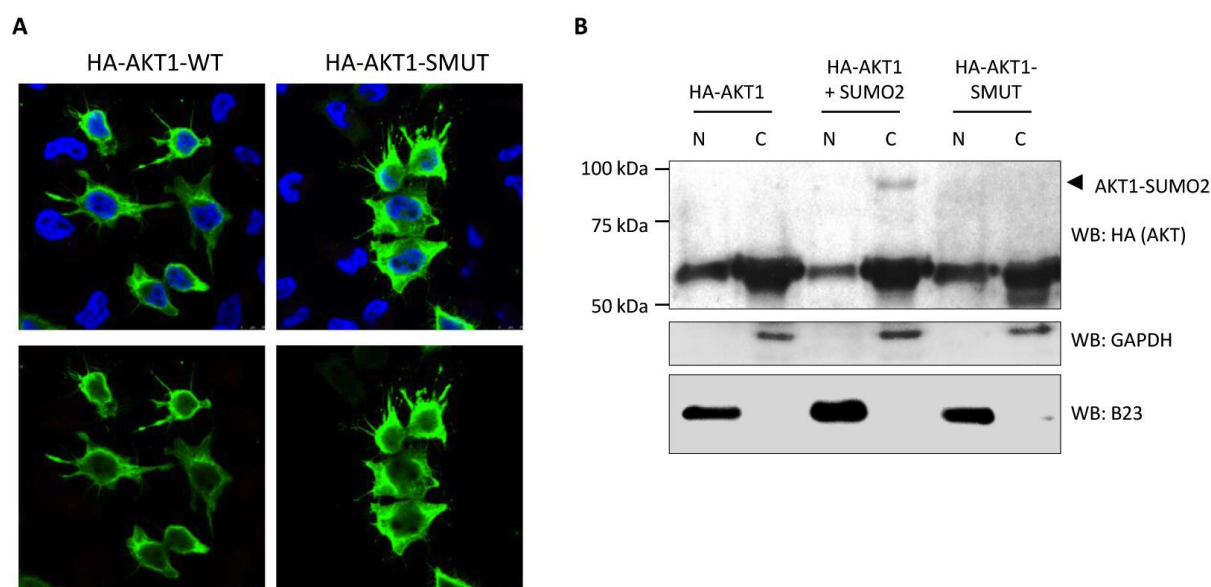 A
HA-AKT1-WT
HA-AKT1-SMUT
B
HA-AKT1
HA-AKT1
+ SUMO2
HA-AKT1-
SMUT
N C N C N C
100 kDa
75 kDa
50 kDa
AKT1-SUMO2
WB: HA (AKT)
WB: GAPDH
WB: B23